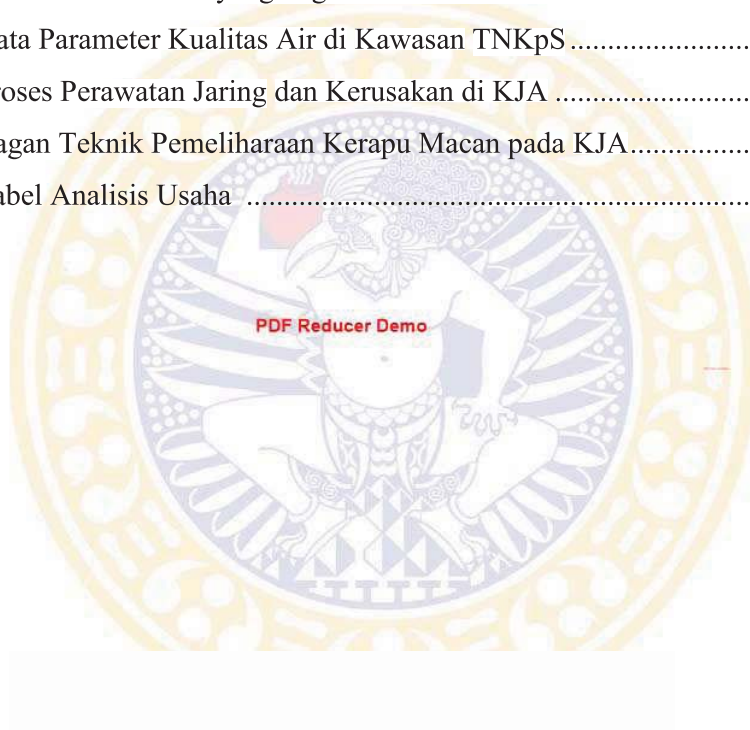 ata Parameter Kualitas Air di Kawasan TNKpS ........................
roses Perawatan Jaring dan Kerusakan di KJA ..........................
agan Teknik Pemeliharaan Kerapu Macan pada KJA................
abel Analisis Usaha ...................................................................
PDF Reducer Demo